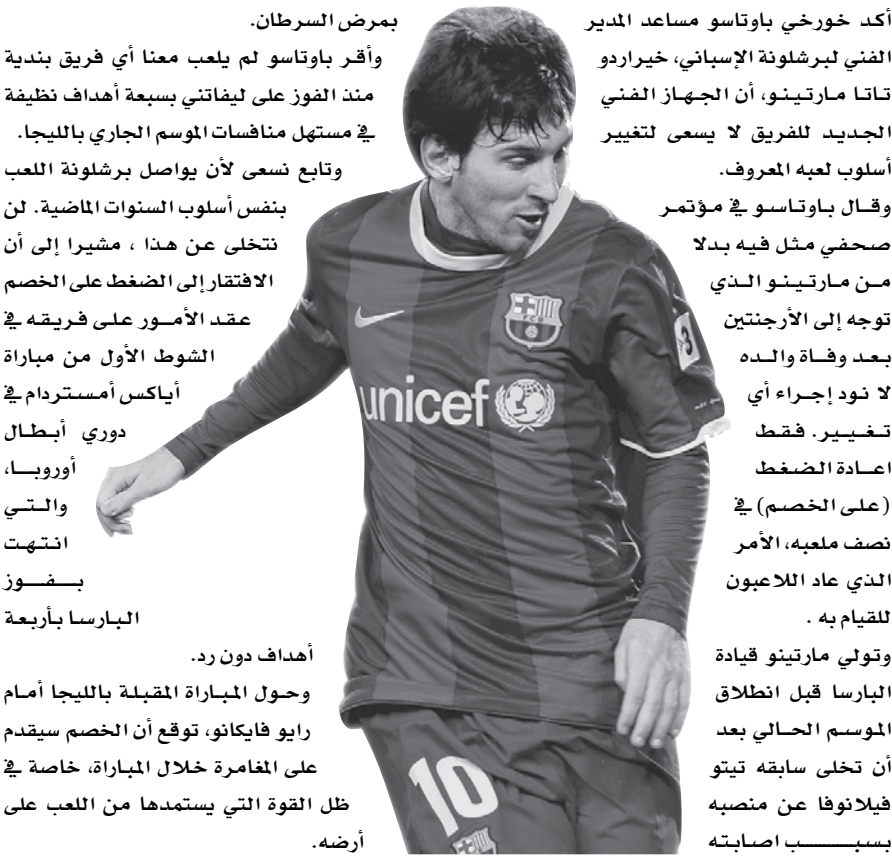 أكد خورخي باوتاسو مساعد المدير
الفني لبرشلونة الإسباني، خيراردو
تاتا مارتينو، أن الجهاز الفني
الجديد للفريق لا يسعى لتغيير
أسلوب لعبه المعروف.
وقال باوتاسو في مؤتمر
صحفي مثل فيه بدلا
من مارتينو الذي
توجه إلى الأرجنتين
بعد وفاة والده
لا نود إجراء أي
تغيير. فقط
اعادة الضغط
(على الخصم) في
نصف ملعبه، الأمر
الذي عاد اللاعبون
للقيام به .
وتولي مارتينو قيادة
البارسا قبل انطلاق
الموسم الحالي بعد
أن تخلى سابقه تيتو
فيلانوفا عن منصبه
بسبب اصابته
بمرض السرطان.
وأقر باوتاسو لم يلعب معنا أي فريق بندية
منذ الفوز على ليفانتي بسبعة أهداف نظيفة
في مستهل منافسات الموسم الجاري بالليجا.
وتابع نسعى لأن يواصل برشلونة اللعب
بنفس أسلوب السنوات الماضية. لن
نتخلى عن هذا ، مشيرا إلى أن
الافتقار إلى الضغط على الخصم
عقد الأمور على فريقه في
الشوط الأول من مباراة
أياكس أمستردام في
دوري أبطال
أوروبا،
والتي
انتهت
بفوز
البارسا بأربعة
أهداف دون رد.
وحول المباراة المقبلة بالليجا أمام
رايو فايكانو، توقع أن الخصم سيقدم
على المغامرة خلال المباراة، خاصة في
ظل القوة التي يستمدها من اللعب على
أرضه.
FCB
unicef
10